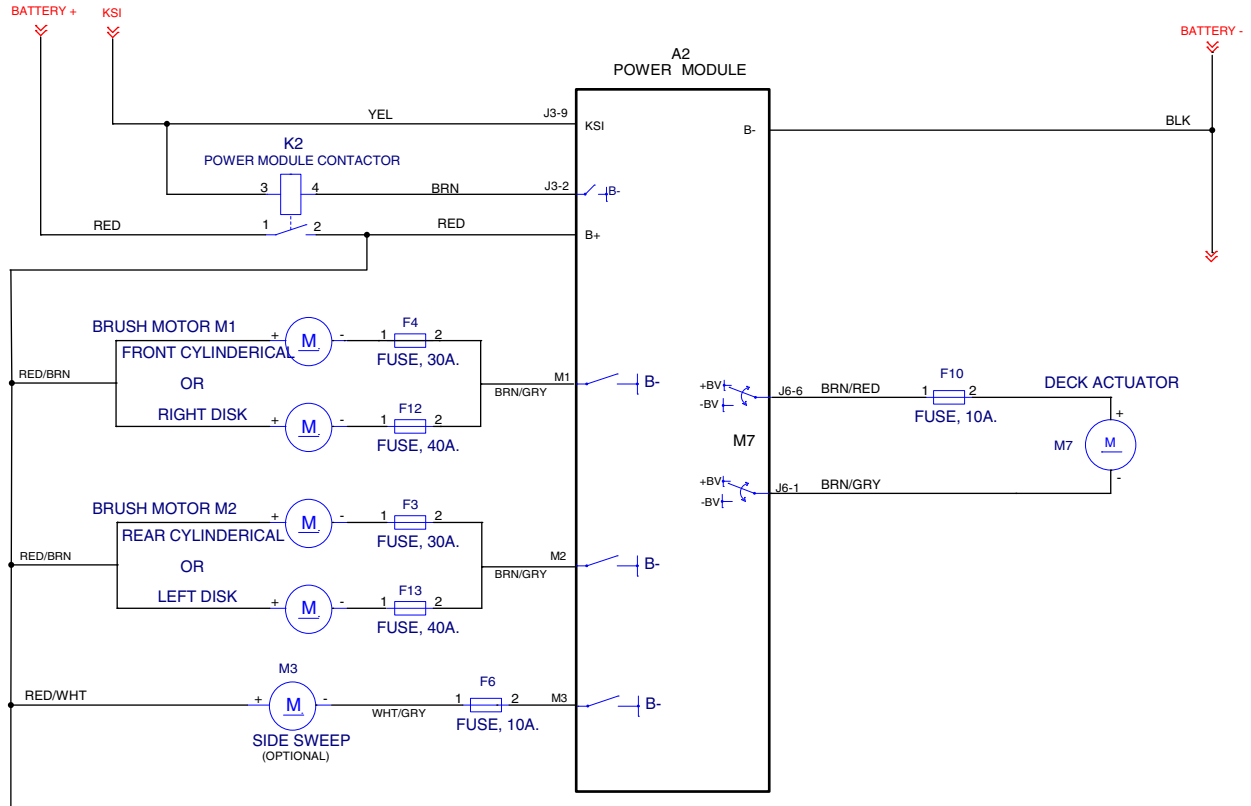 BATTERY +
KSI
BATTERY -
A2
POWER MODULE
YEL
J3-9
KSI
B-
BLK
K2
POWER MODULE CONTACTOR
3
4
BRN
J3-2
B-
RED
1
2
RED
B+
BRUSH MOTOR M1
FRONT CYLINDERICAL
OR
RIGHT DISK
RED/BRN
+
M
-
1
F4
2
FUSE, 30A.
+
M
-
1
F12
2
FUSE, 40A.
BRN/GRY
M1
B-
+BV
-BV
J6-6
BRN/RED
1
F10
2
FUSE, 10A.
DECK ACTUATOR
+
M7
M
-
M7
+BV
-BV
J6-1
BRN/GRY
BRUSH MOTOR M2
REAR CYLINDERICAL
OR
LEFT DISK
RED/BRN
+
M
-
1
F3
2
FUSE, 30A.
+
M
-
1
F13
2
FUSE, 40A.
BRN/GRY
M2
B-
RED/WHT
M3
+
M
-
SIDE SWEEP
(OPTIONAL)
WHT/GRY
1
F6
2
FUSE, 10A.
M3
B-